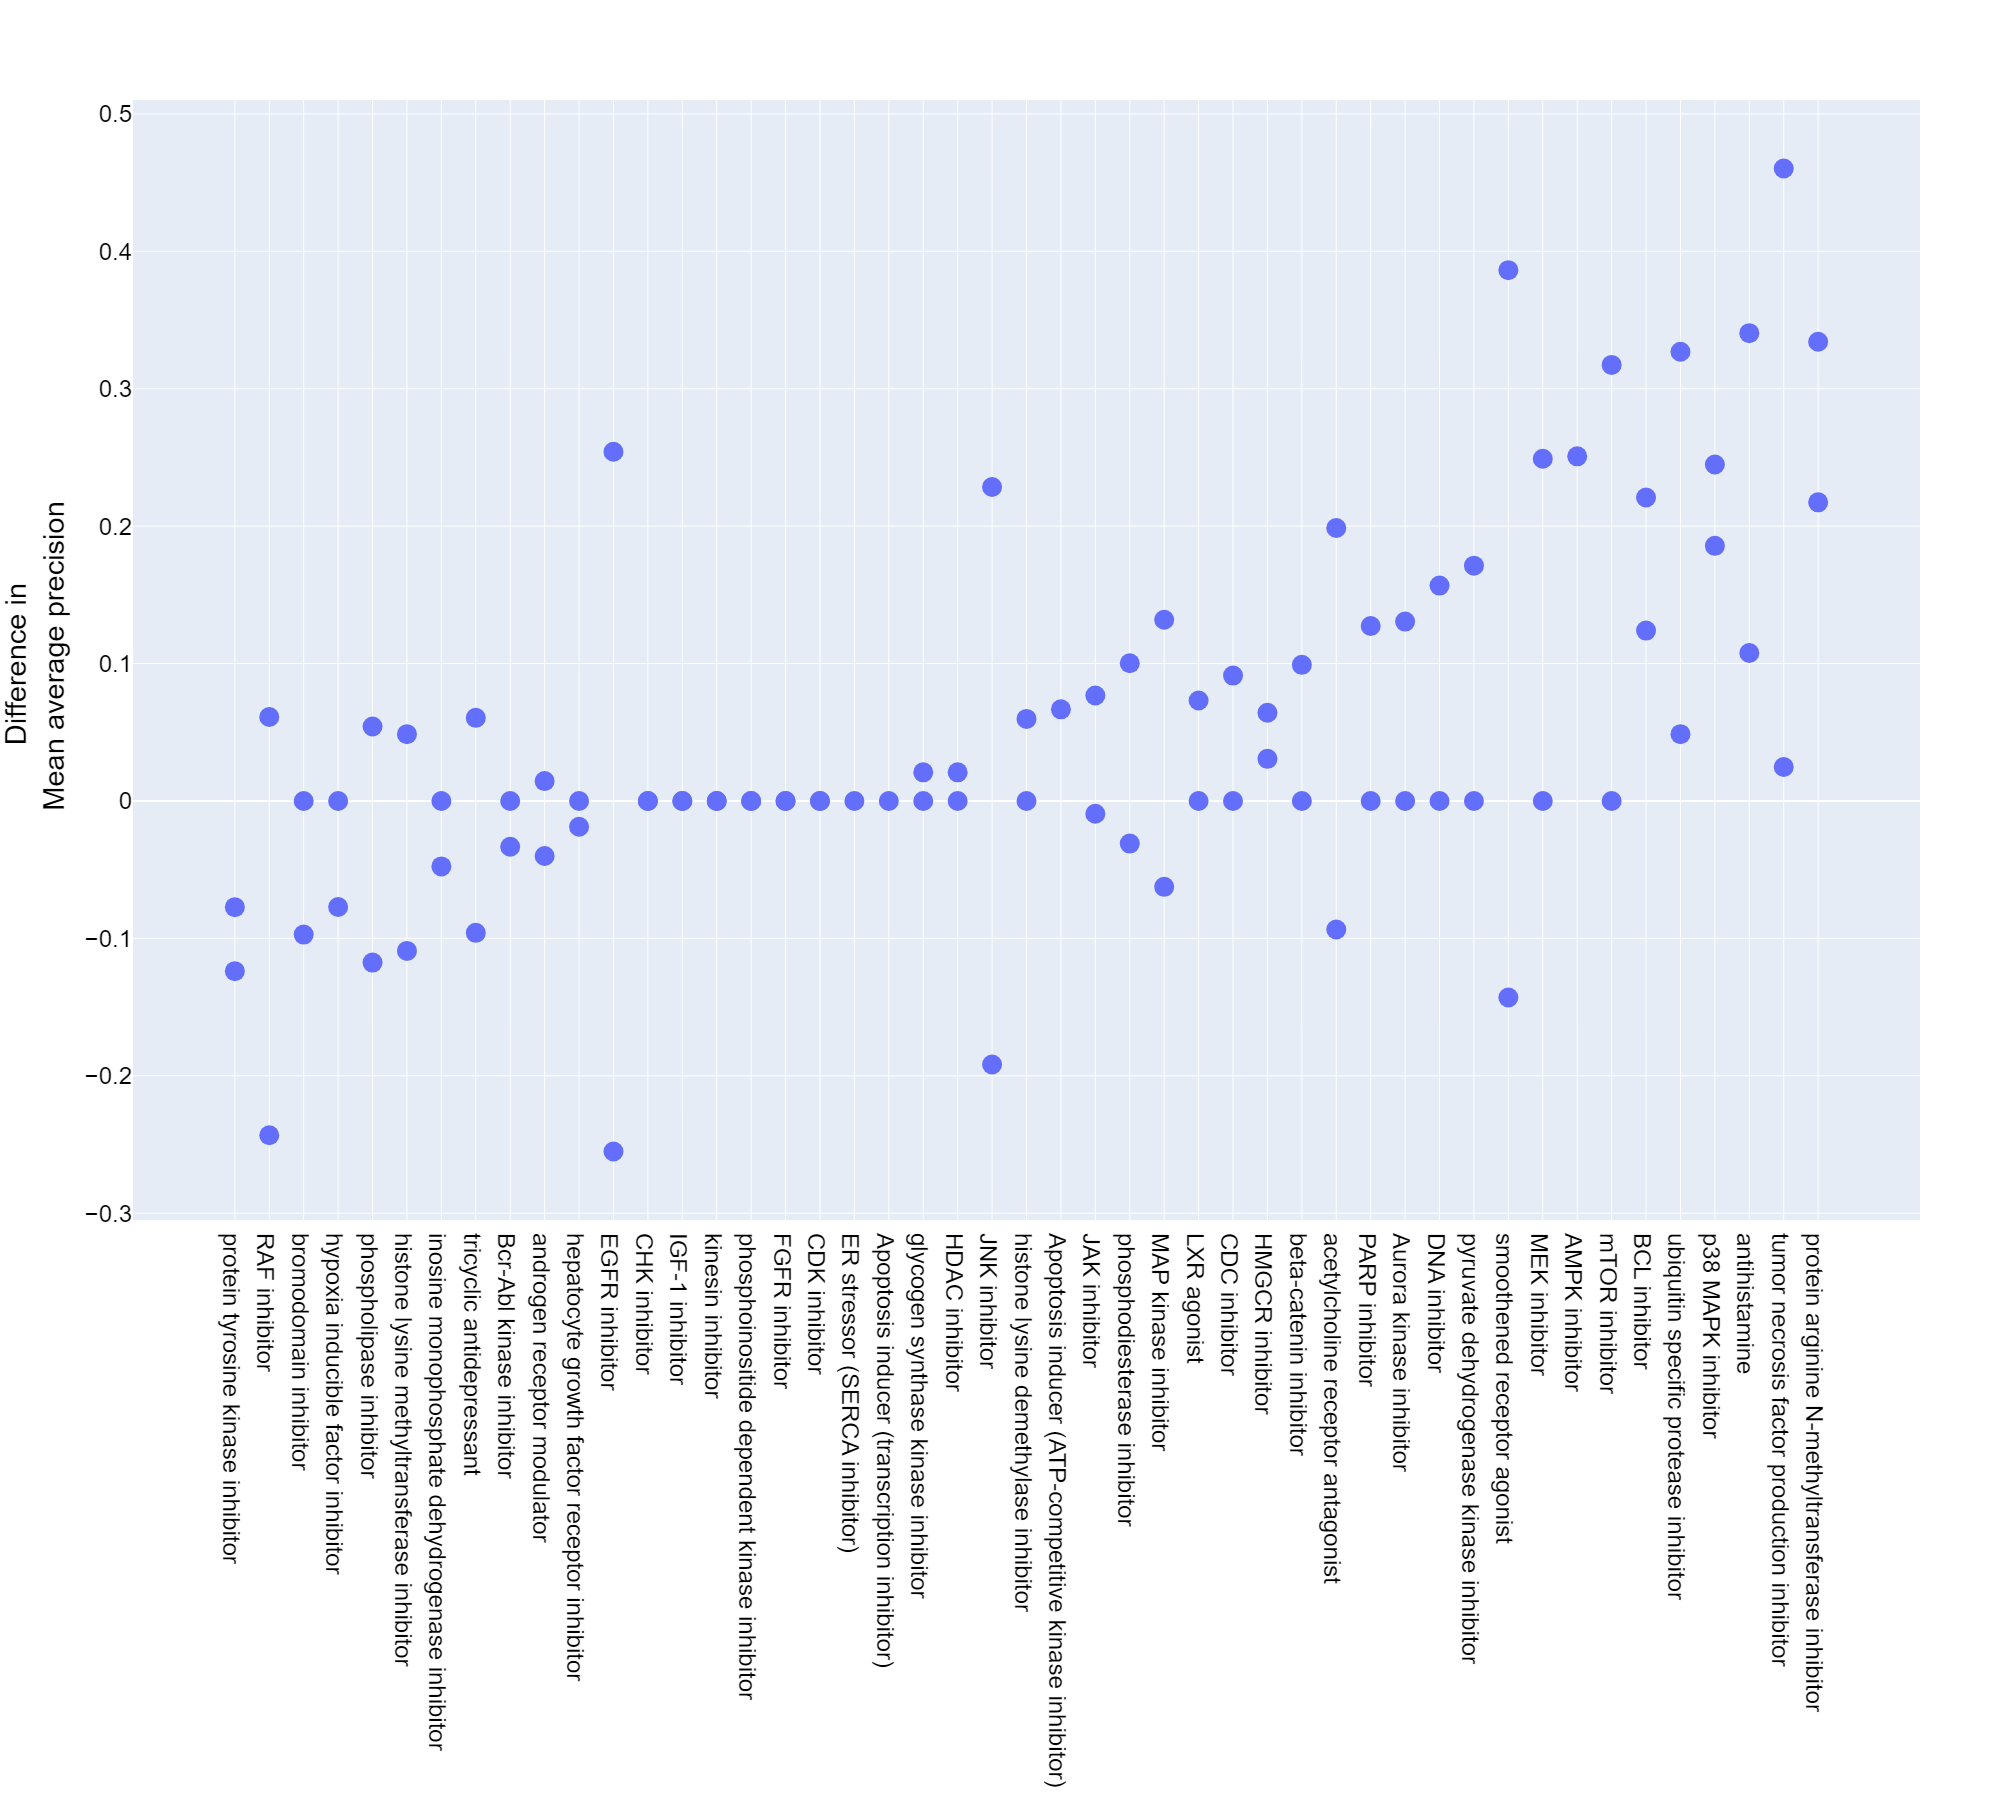 Difference in
Mean average precision
0.5
0.4
0.3
0.2
0.1
0
−0.1
−0.2
−0.3
protein tyrosine kinase inhibitor
RAF inhibitor
bromodomain inhibitor
hypoxia inducible factor inhibitor
phospholipase inhibitor
histone lysine methyltransferase inhibitor
inosine monophosphate dehydrogenase inhibitor
tricyclic antidepressant
Bcr-Abl kinase inhibitor
androgen receptor modulator
hepatocyte growth factor receptor inhibitor
EGFR inhibitor
CHK inhibitor
IGF-1 inhibitor
kinesin inhibitor
phosphoinositide dependent kinase inhibitor
FGFR inhibitor
CDK inhibitor
ER stressor (SERCA inhibitor)
Apoptosis inducer (transcription inhibitor)
glycogen synthase kinase inhibitor
HDAC inhibitor
JNK inhibitor
histone lysine demethylase inhibitor
Apoptosis inducer (ATP-competitive kinase inhibitor)
JAK inhibitor
phosphodiesterase inhibitor
MAP kinase inhibitor
LXR agonist
CDC inhibitor
HMGCR inhibitor
beta-catenin inhibitor
acetylcholine receptor antagonist
PARP inhibitor
Aurora kinase inhibitor
DNA inhibitor
pyruvate dehydrogenase kinase inhibitor
smoothened receptor agonist
MEK inhibitor
AMPK inhibitor
mTOR inhibitor
BCL inhibitor
ubiquitin specific protease inhibitor
p38 MAPK inhibitor
antihistamine
tumor necrosis factor production inhibitor
protein arginine N-methyltransferase inhibitor